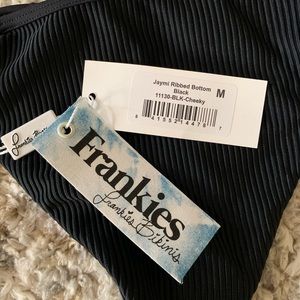 Jaymi Ribbed Bottom
Black
11130-BLK-Cheeky
M
Frankies
Frankies Bikinis